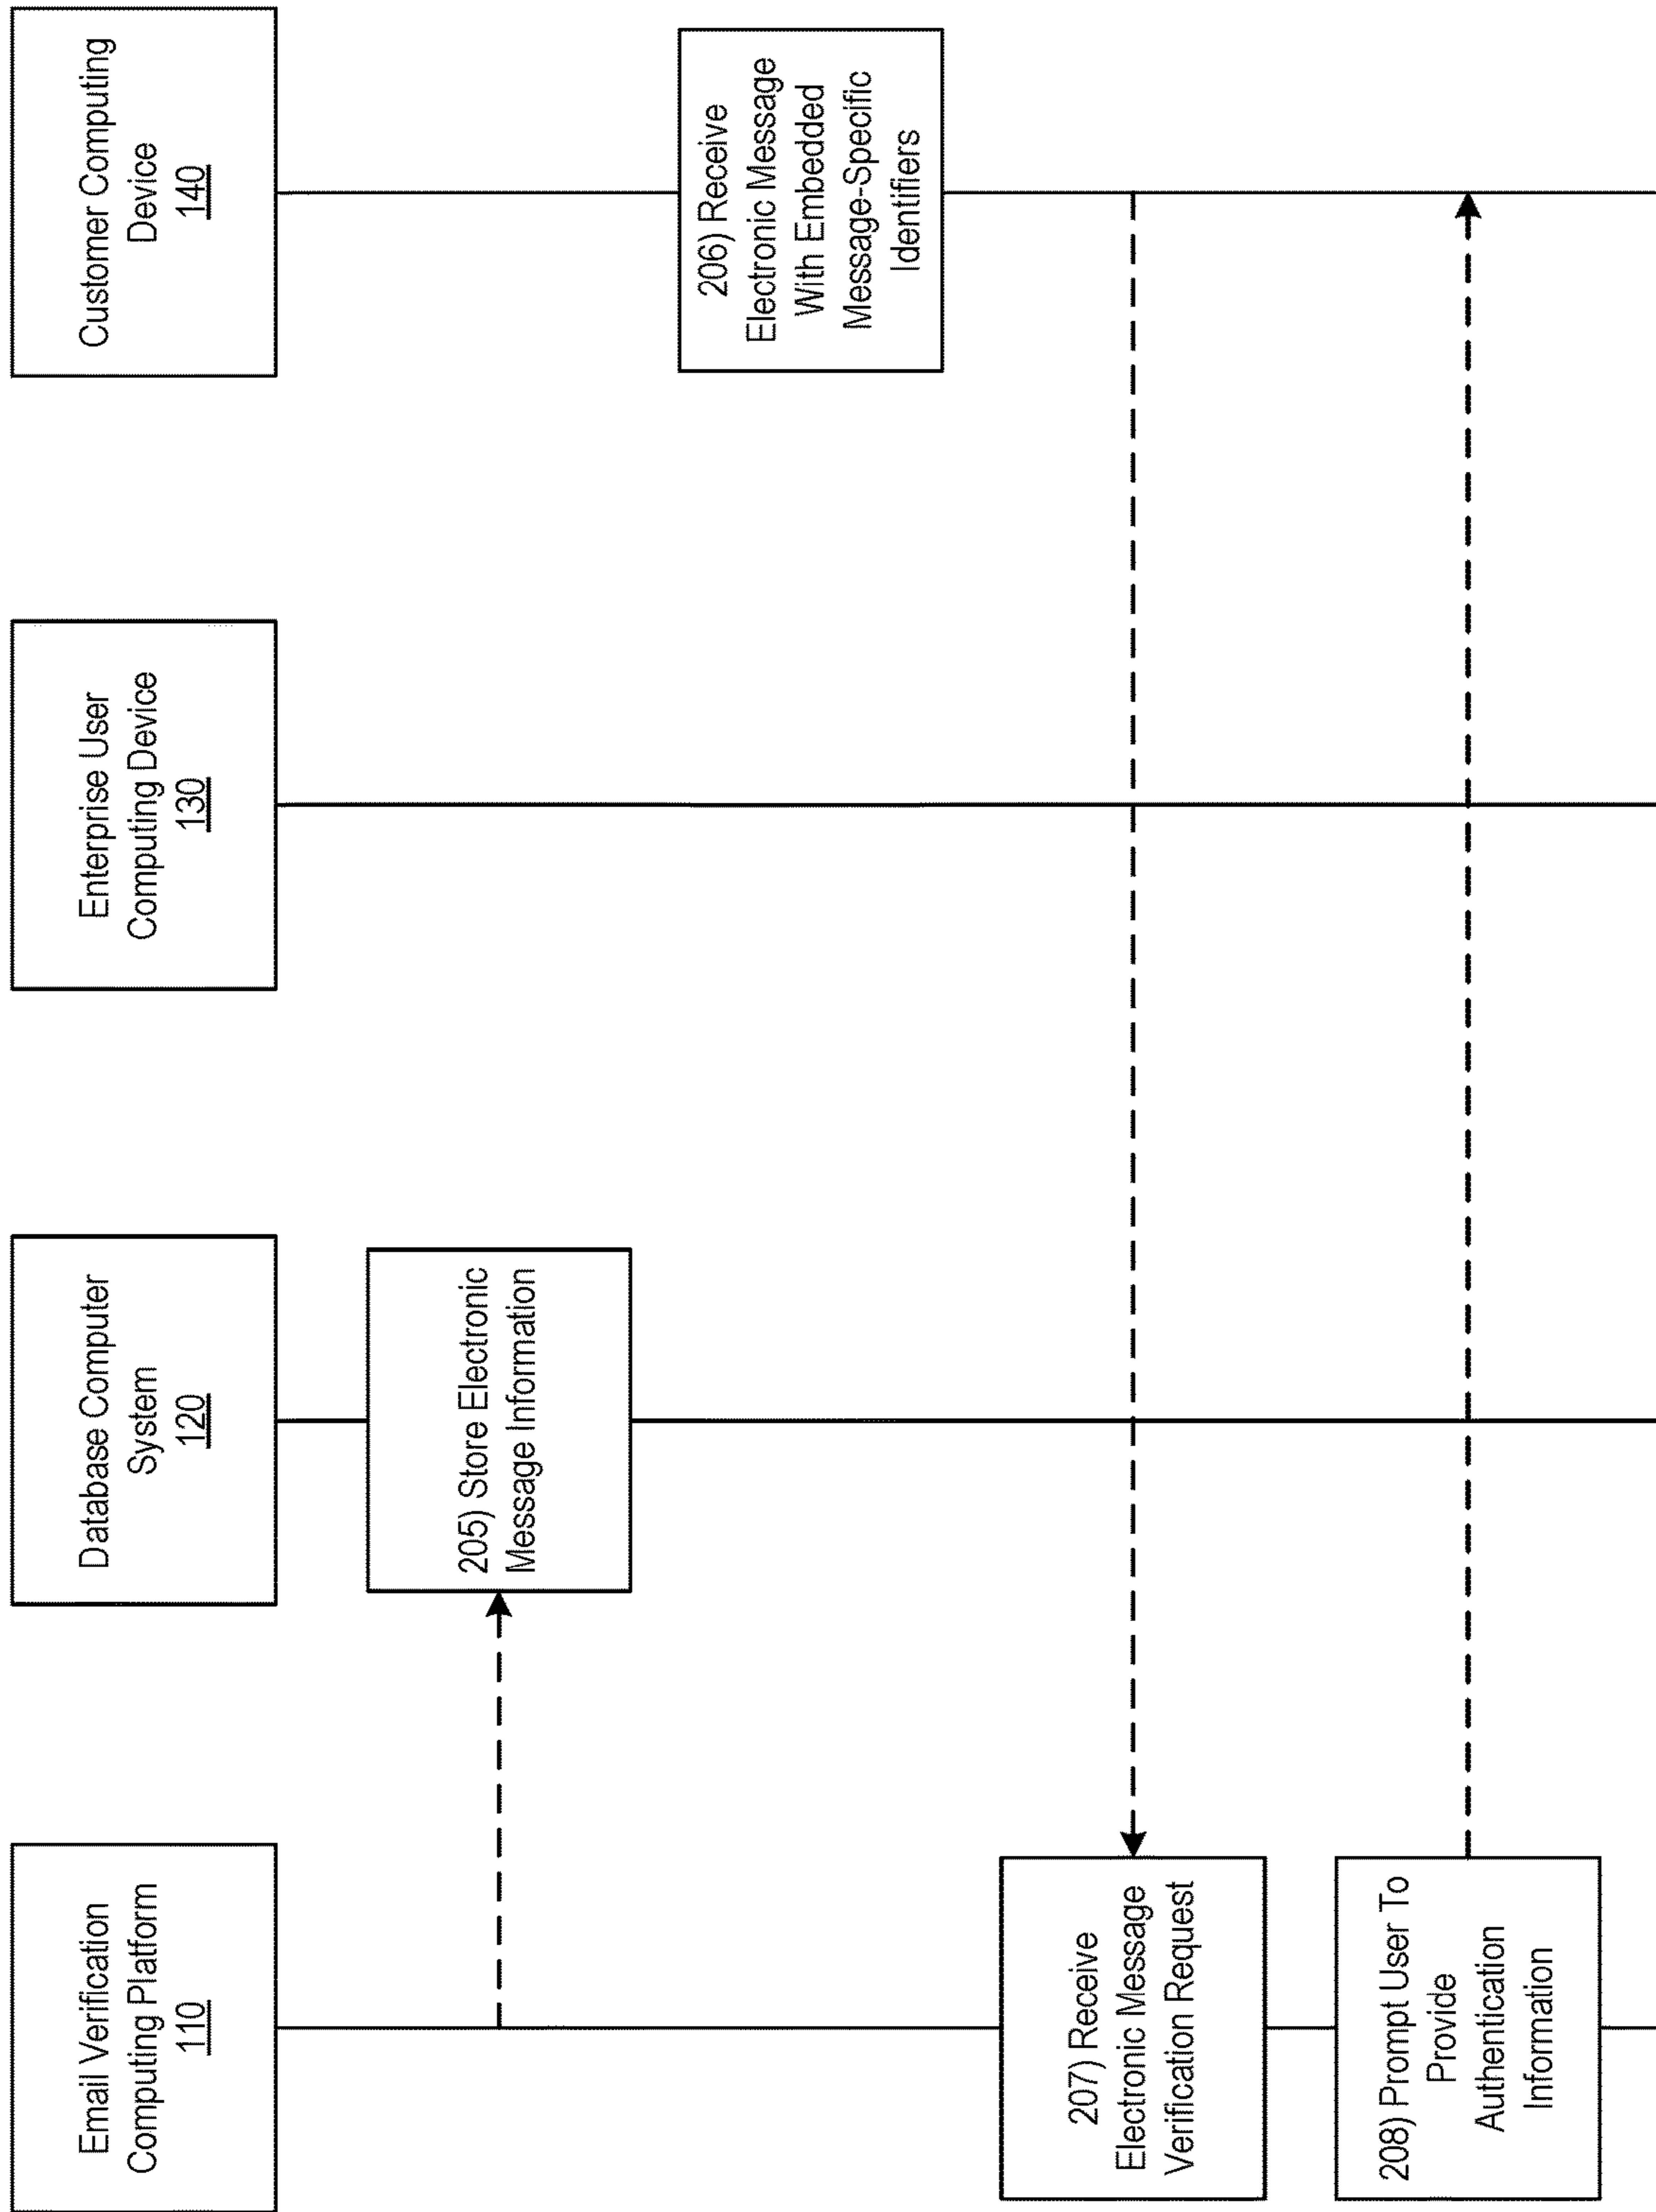 Email Verification
Computing Platform
110
Database Computer
System
120
Enterprise User
Computing Device
130
Customer Computing
Device
140
205) Store Electronic
Message Information
206) Receive
Electronic Message
With Embedded
Message-Specific
Identifiers
207) Receive
Electronic Message
Verification Request
208) Prompt User To
Provide
Authentication
Information